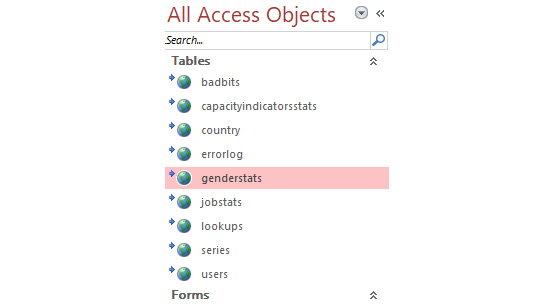 All Access Objects
Search...
Tables
badbits
capacityindicatorsstats
country
errorlog
genderstats
jobstats
lookups
series
users
Forms